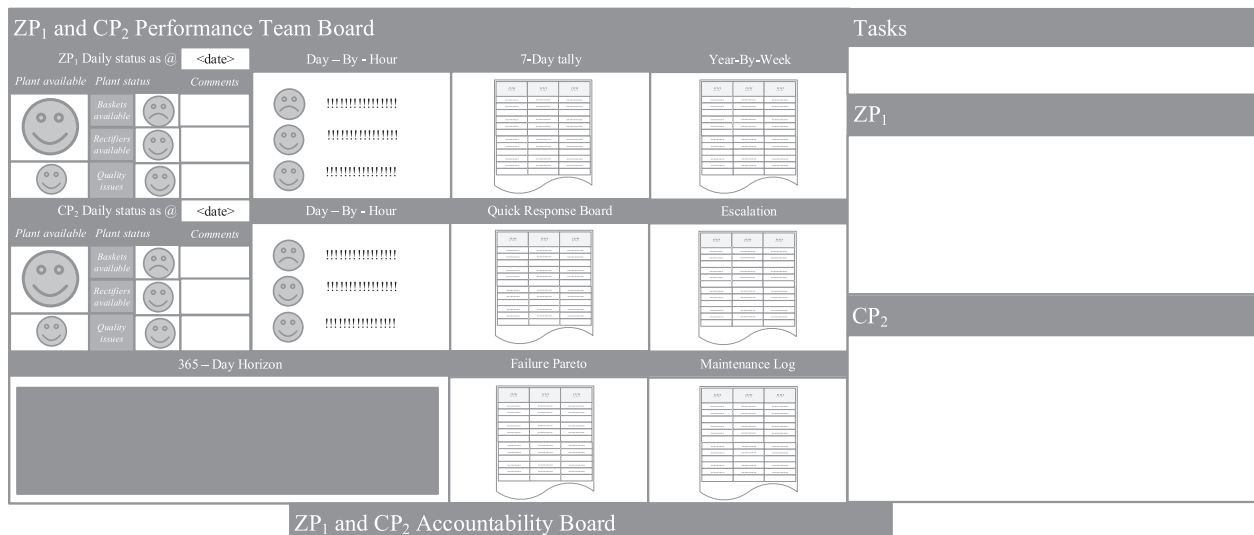 ZP₁ and CP₂ Performance Team Board
Tasks
ZP₁ Daily status as @ <date>
Day – By - Hour
7-Day tally
Year-By-Week
Plant available Plant status Comments
Baskets
available
!!!!!!!!!!!!!!!!
Rectifiers
available
!!!!!!!!!!!!!!!!
Quality
issues
!!!!!!!!!!!!!!!!
ZP₁
CP₂ Daily status as @ <date>
Day – By - Hour
Quick Response Board
Escalation
Plant available Plant status Comments
Baskets
available
!!!!!!!!!!!!!!!!
Rectifiers
available
!!!!!!!!!!!!!!!!
Quality
issues
!!!!!!!!!!!!!!!!
CP₂
365 – Day Horizon
Failure Pareto
Maintenance Log
ZP₁ and CP₂ Accountability Board